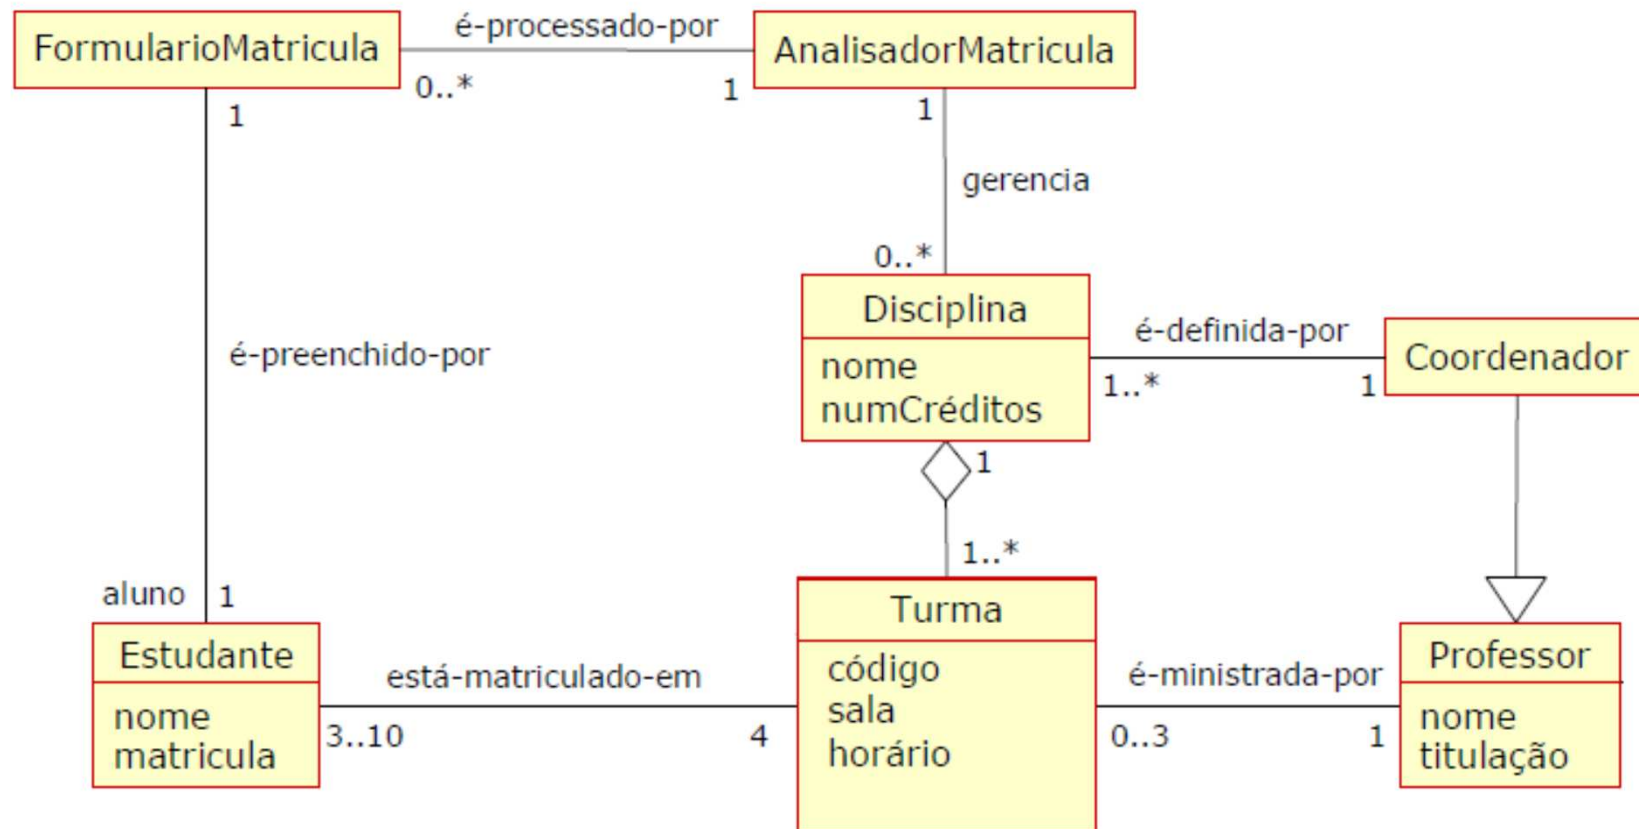 FormularioMatricula
é-processado-por
0..*
1
AnalisadorMatricula
1
1
gerencia
0..*
é-preenchido-por
Disciplina
nome
numCréditos
é-definida-por
1..*
1
Coordenador
1
1..*
aluno
1
Estudante
nome
matricula
está-matriculado-em
3..10
4
Turma
código
sala
horário
é-ministrada-por
0..3
1
Professor
nome
titulação